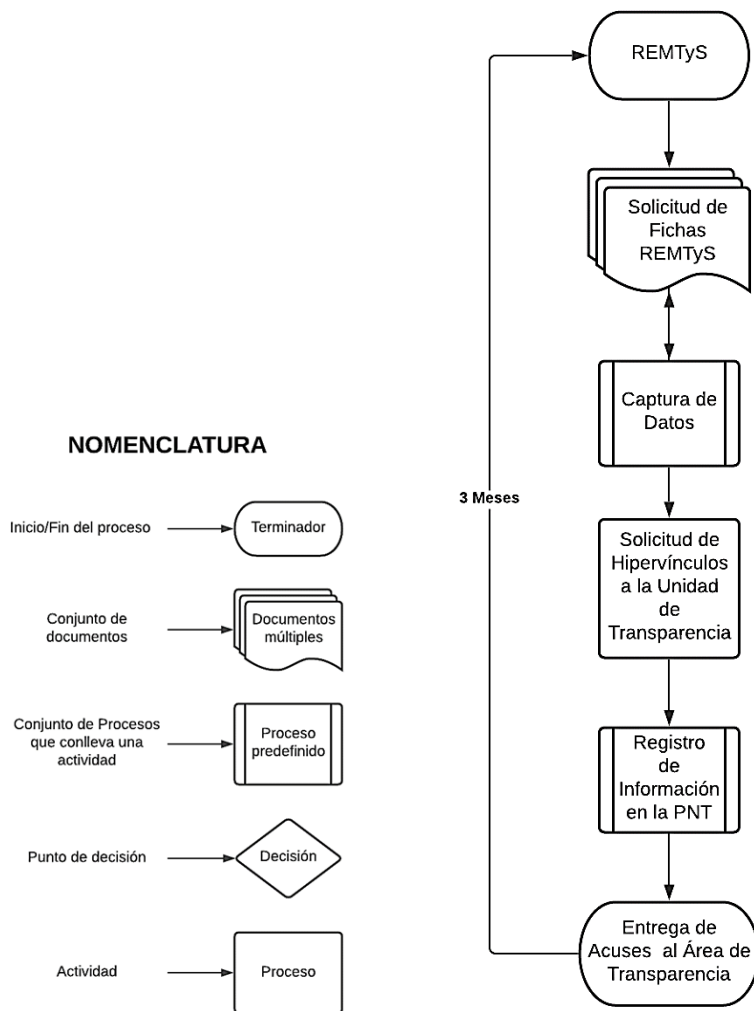 REMTyS
Solicitud de
Fichas
REMTyS
Captura de
Datos
3 Meses
Solicitud de
Hipervínculos
a la Unidad
de
Transparencia
Registro
de
Información
en la PNT
Entrega de
Acuses al Área de
Transparencia
NOMENCLATURA
Inicio/Fin del proceso
Terminador
Conjunto de
documentos
Documentos
múltiples
Conjunto de Procesos
que conlleva una
actividad
Proceso
predefinido
Punto de decisión
Decisión
Actividad
Proceso